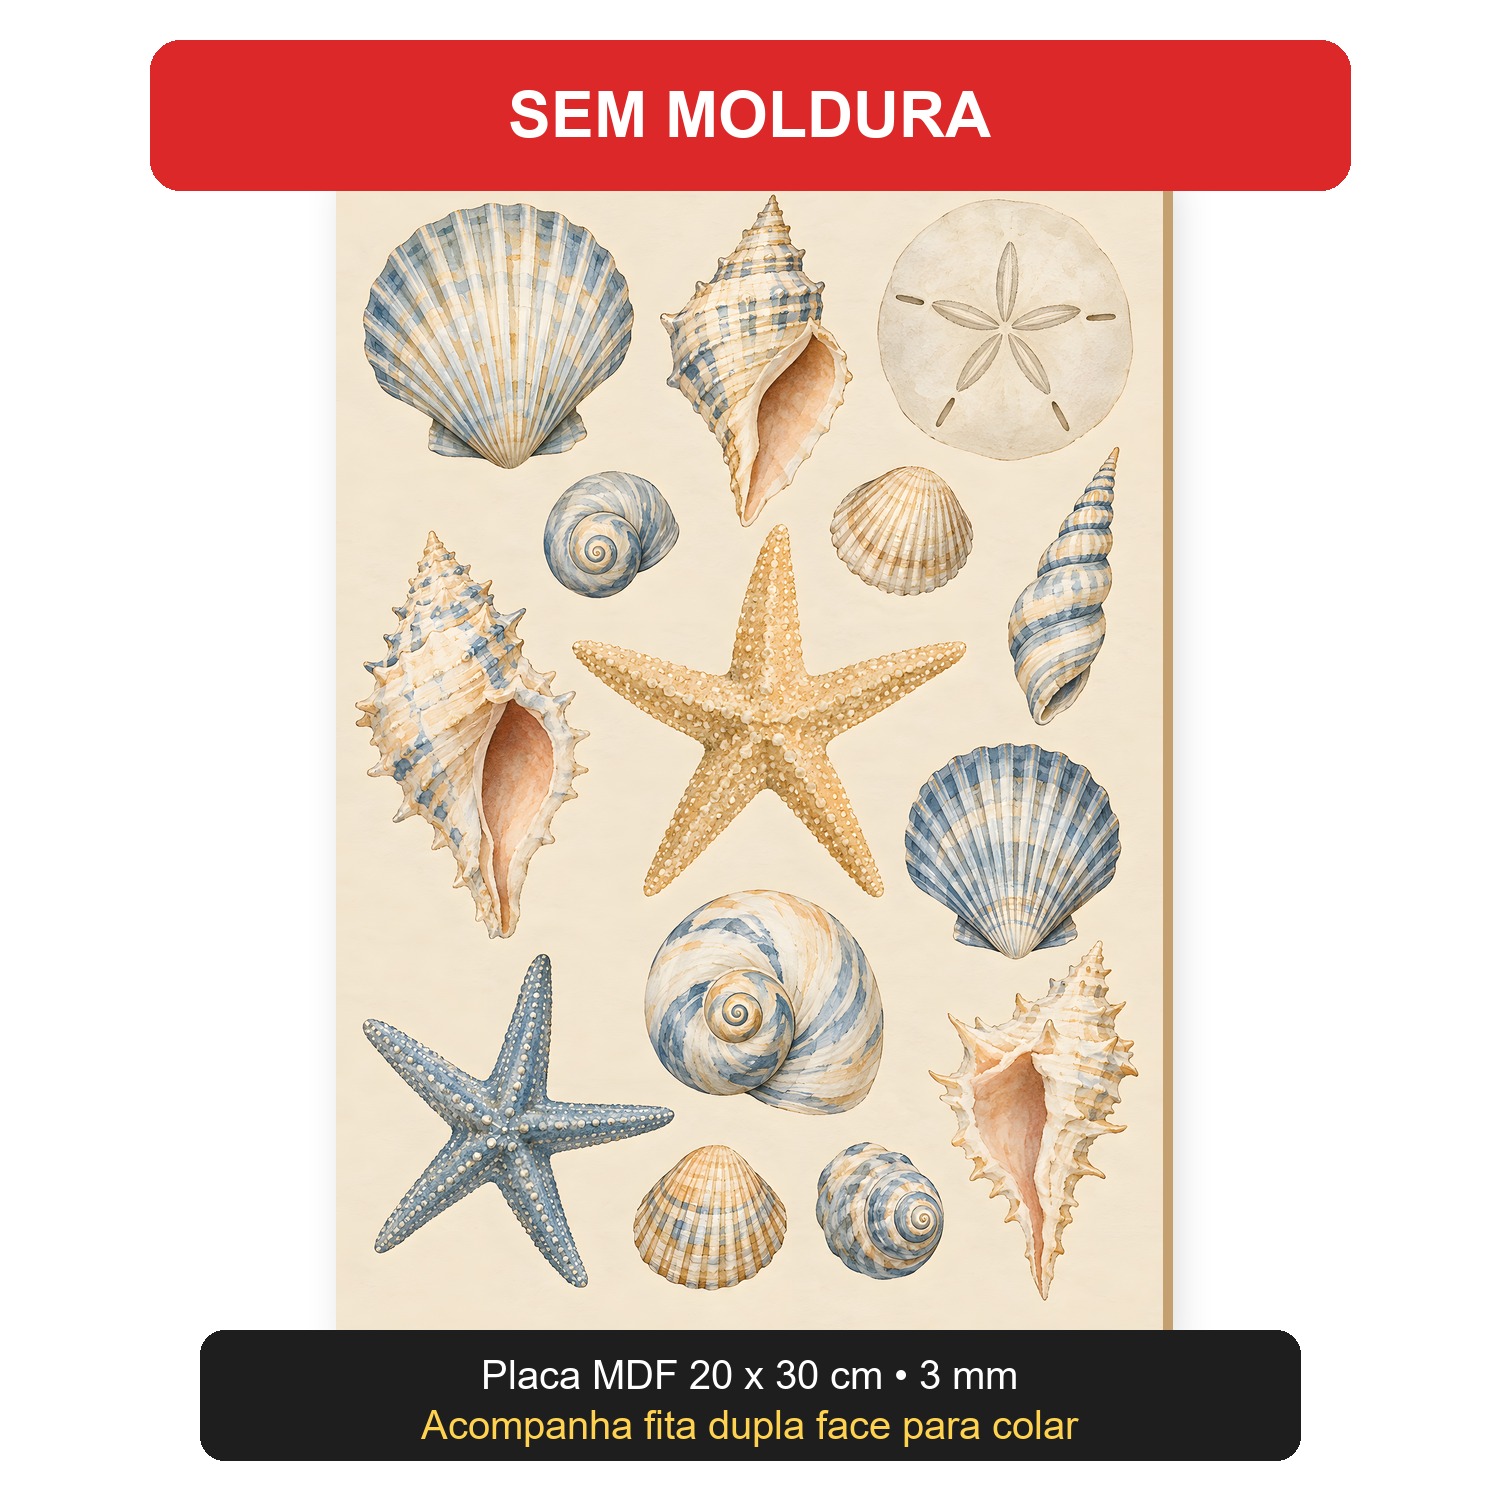 SEM MOLDURA
Placa MDF 20 x 30 cm • 3 mm
Acompanha fita dupla face para colar